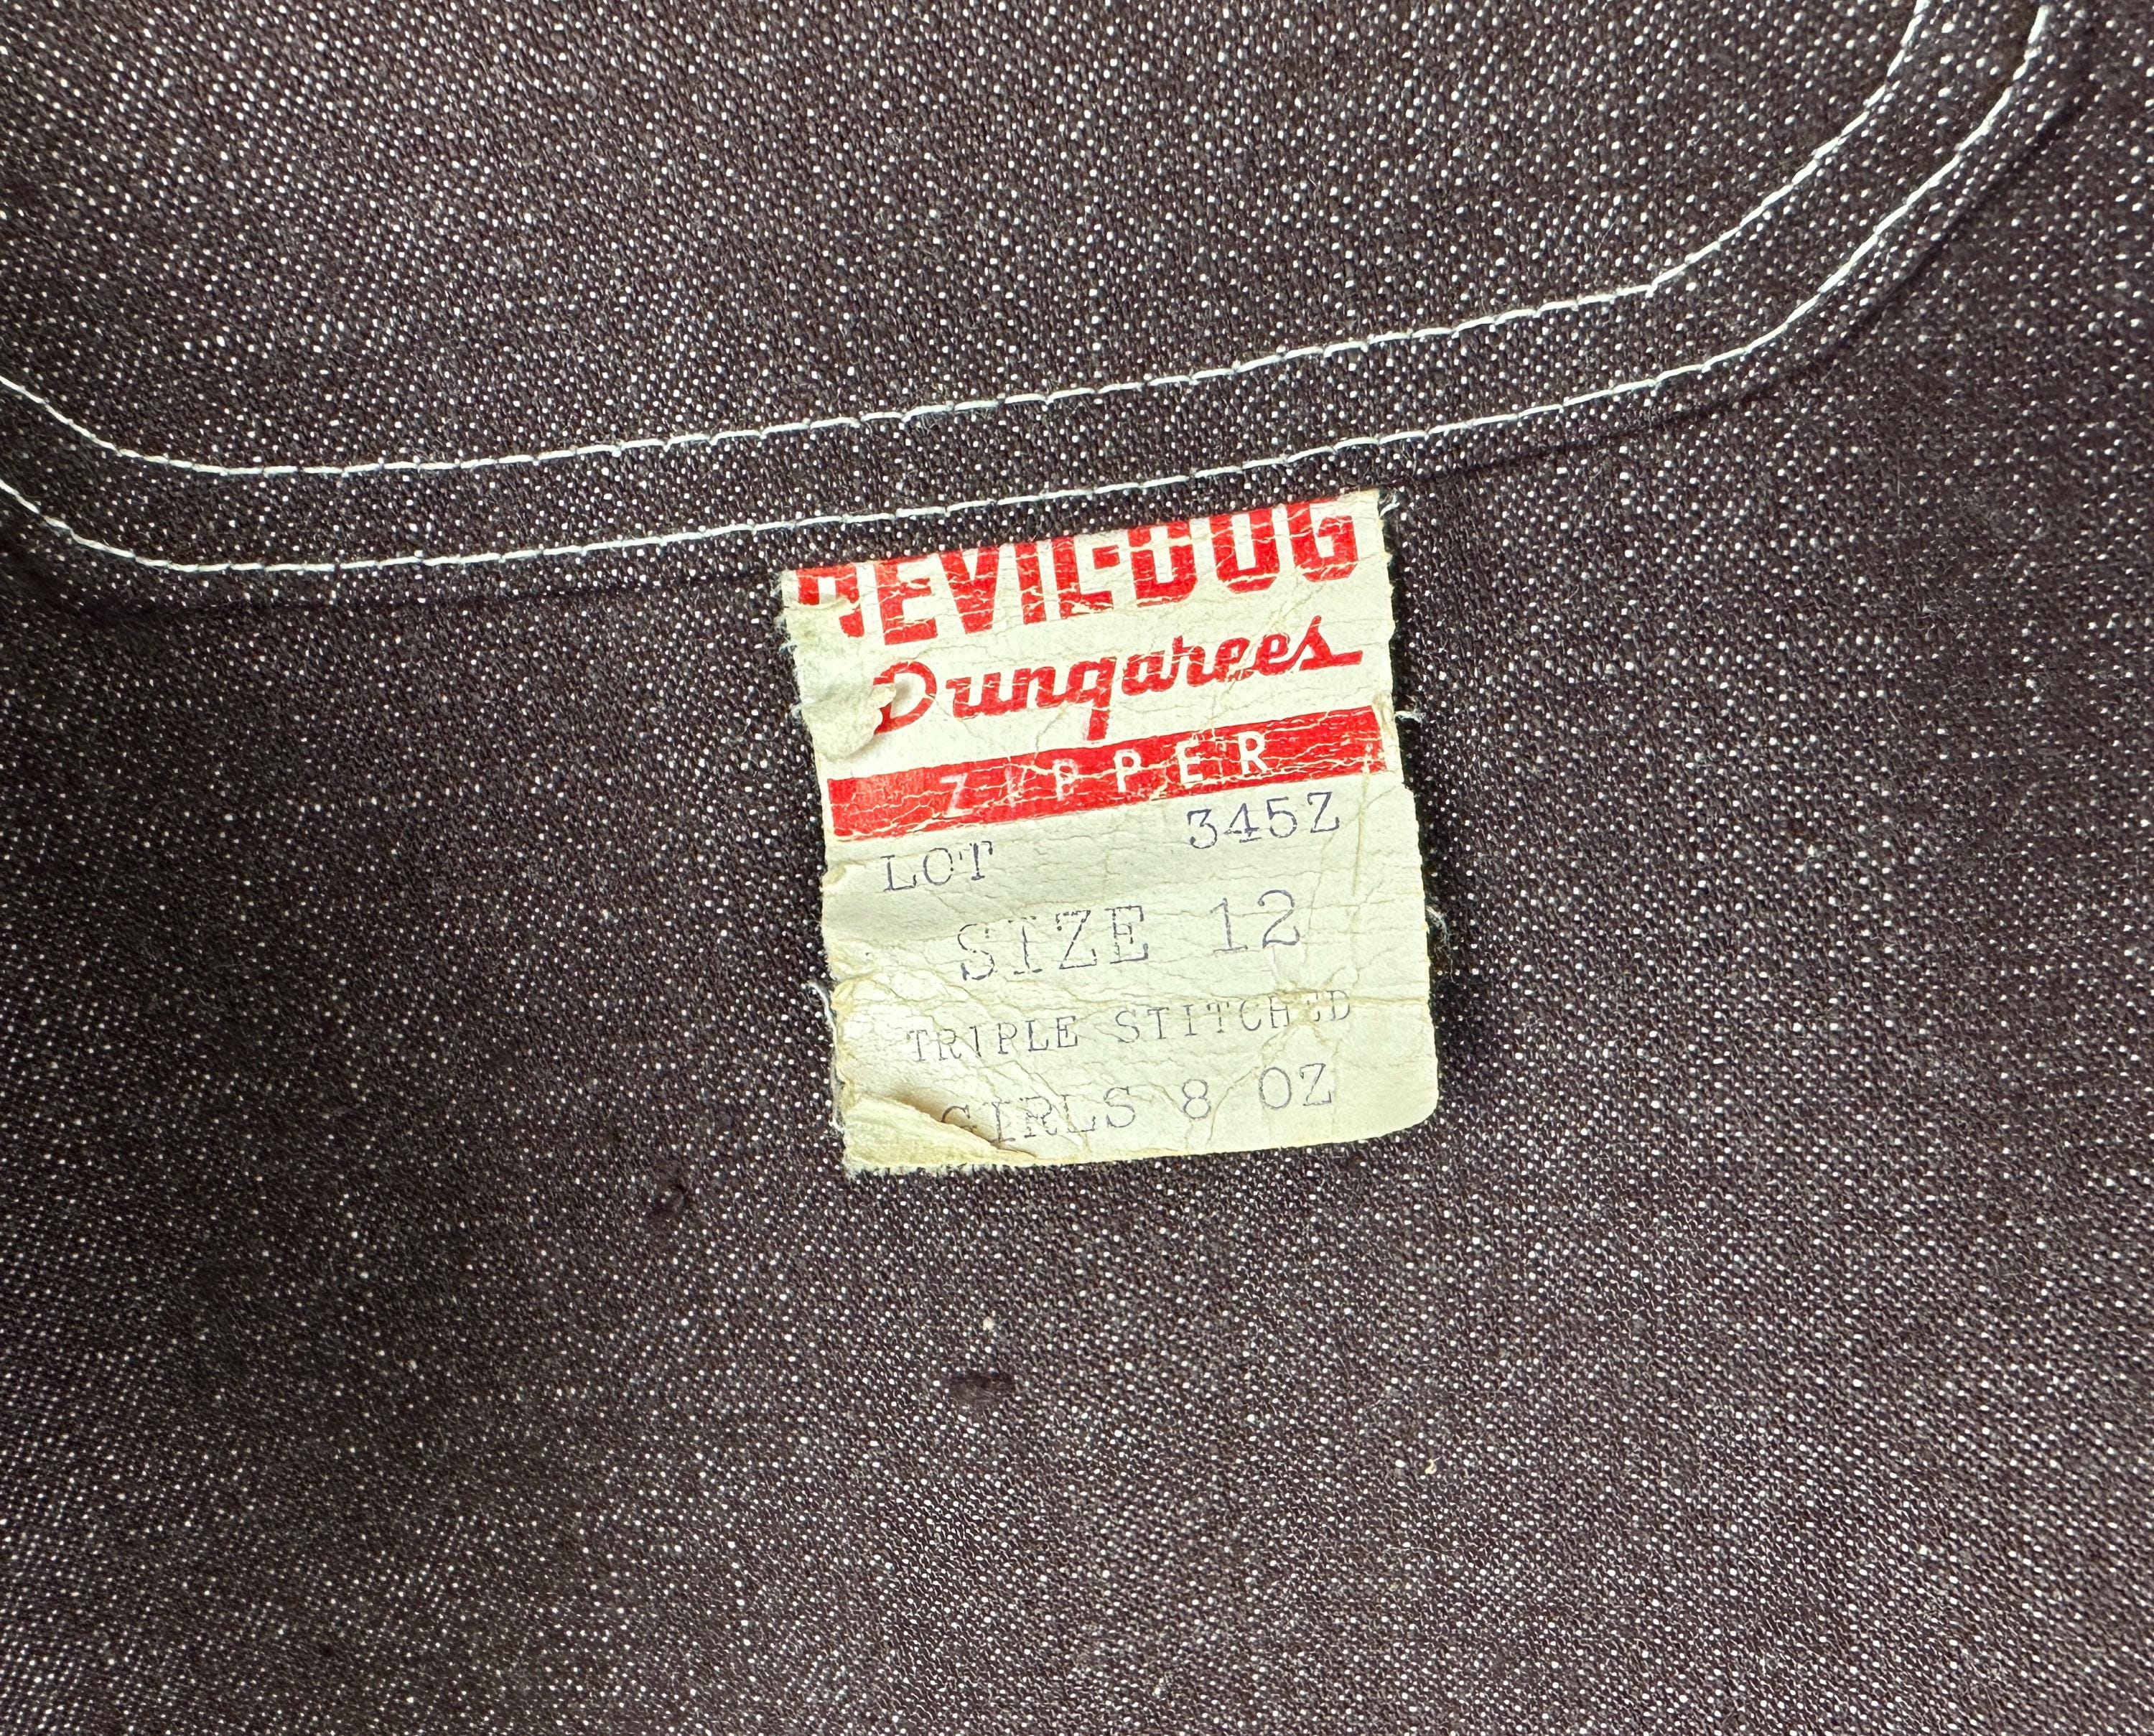 DEVIL-DOG
Dungarees
ZIPPER
LOT 345Z
SIZE 12
TRIPLE STITCHED
GIRLS 8 OZ